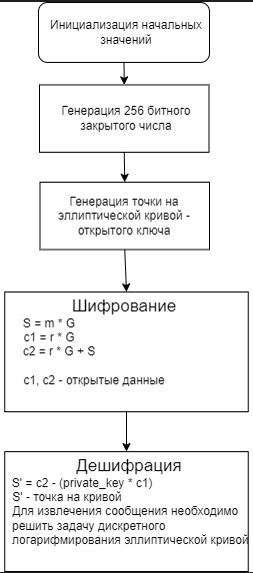 Инициализация начальных
значений
Генерация 256 битного
закрытого числа
Генерация точки на
эллиптической кривой -
открытого ключа
Шифрование
S = m * G
c1 = r * G
c2 = r * G + S
c1, c2 - открытые данные
Дешифрация
S' = c2 - (private_key * c1)
S' - точка на кривой
Для извлечения сообщения необходимо
решить задачу дискретного
логарифмирования эллиптической кривой